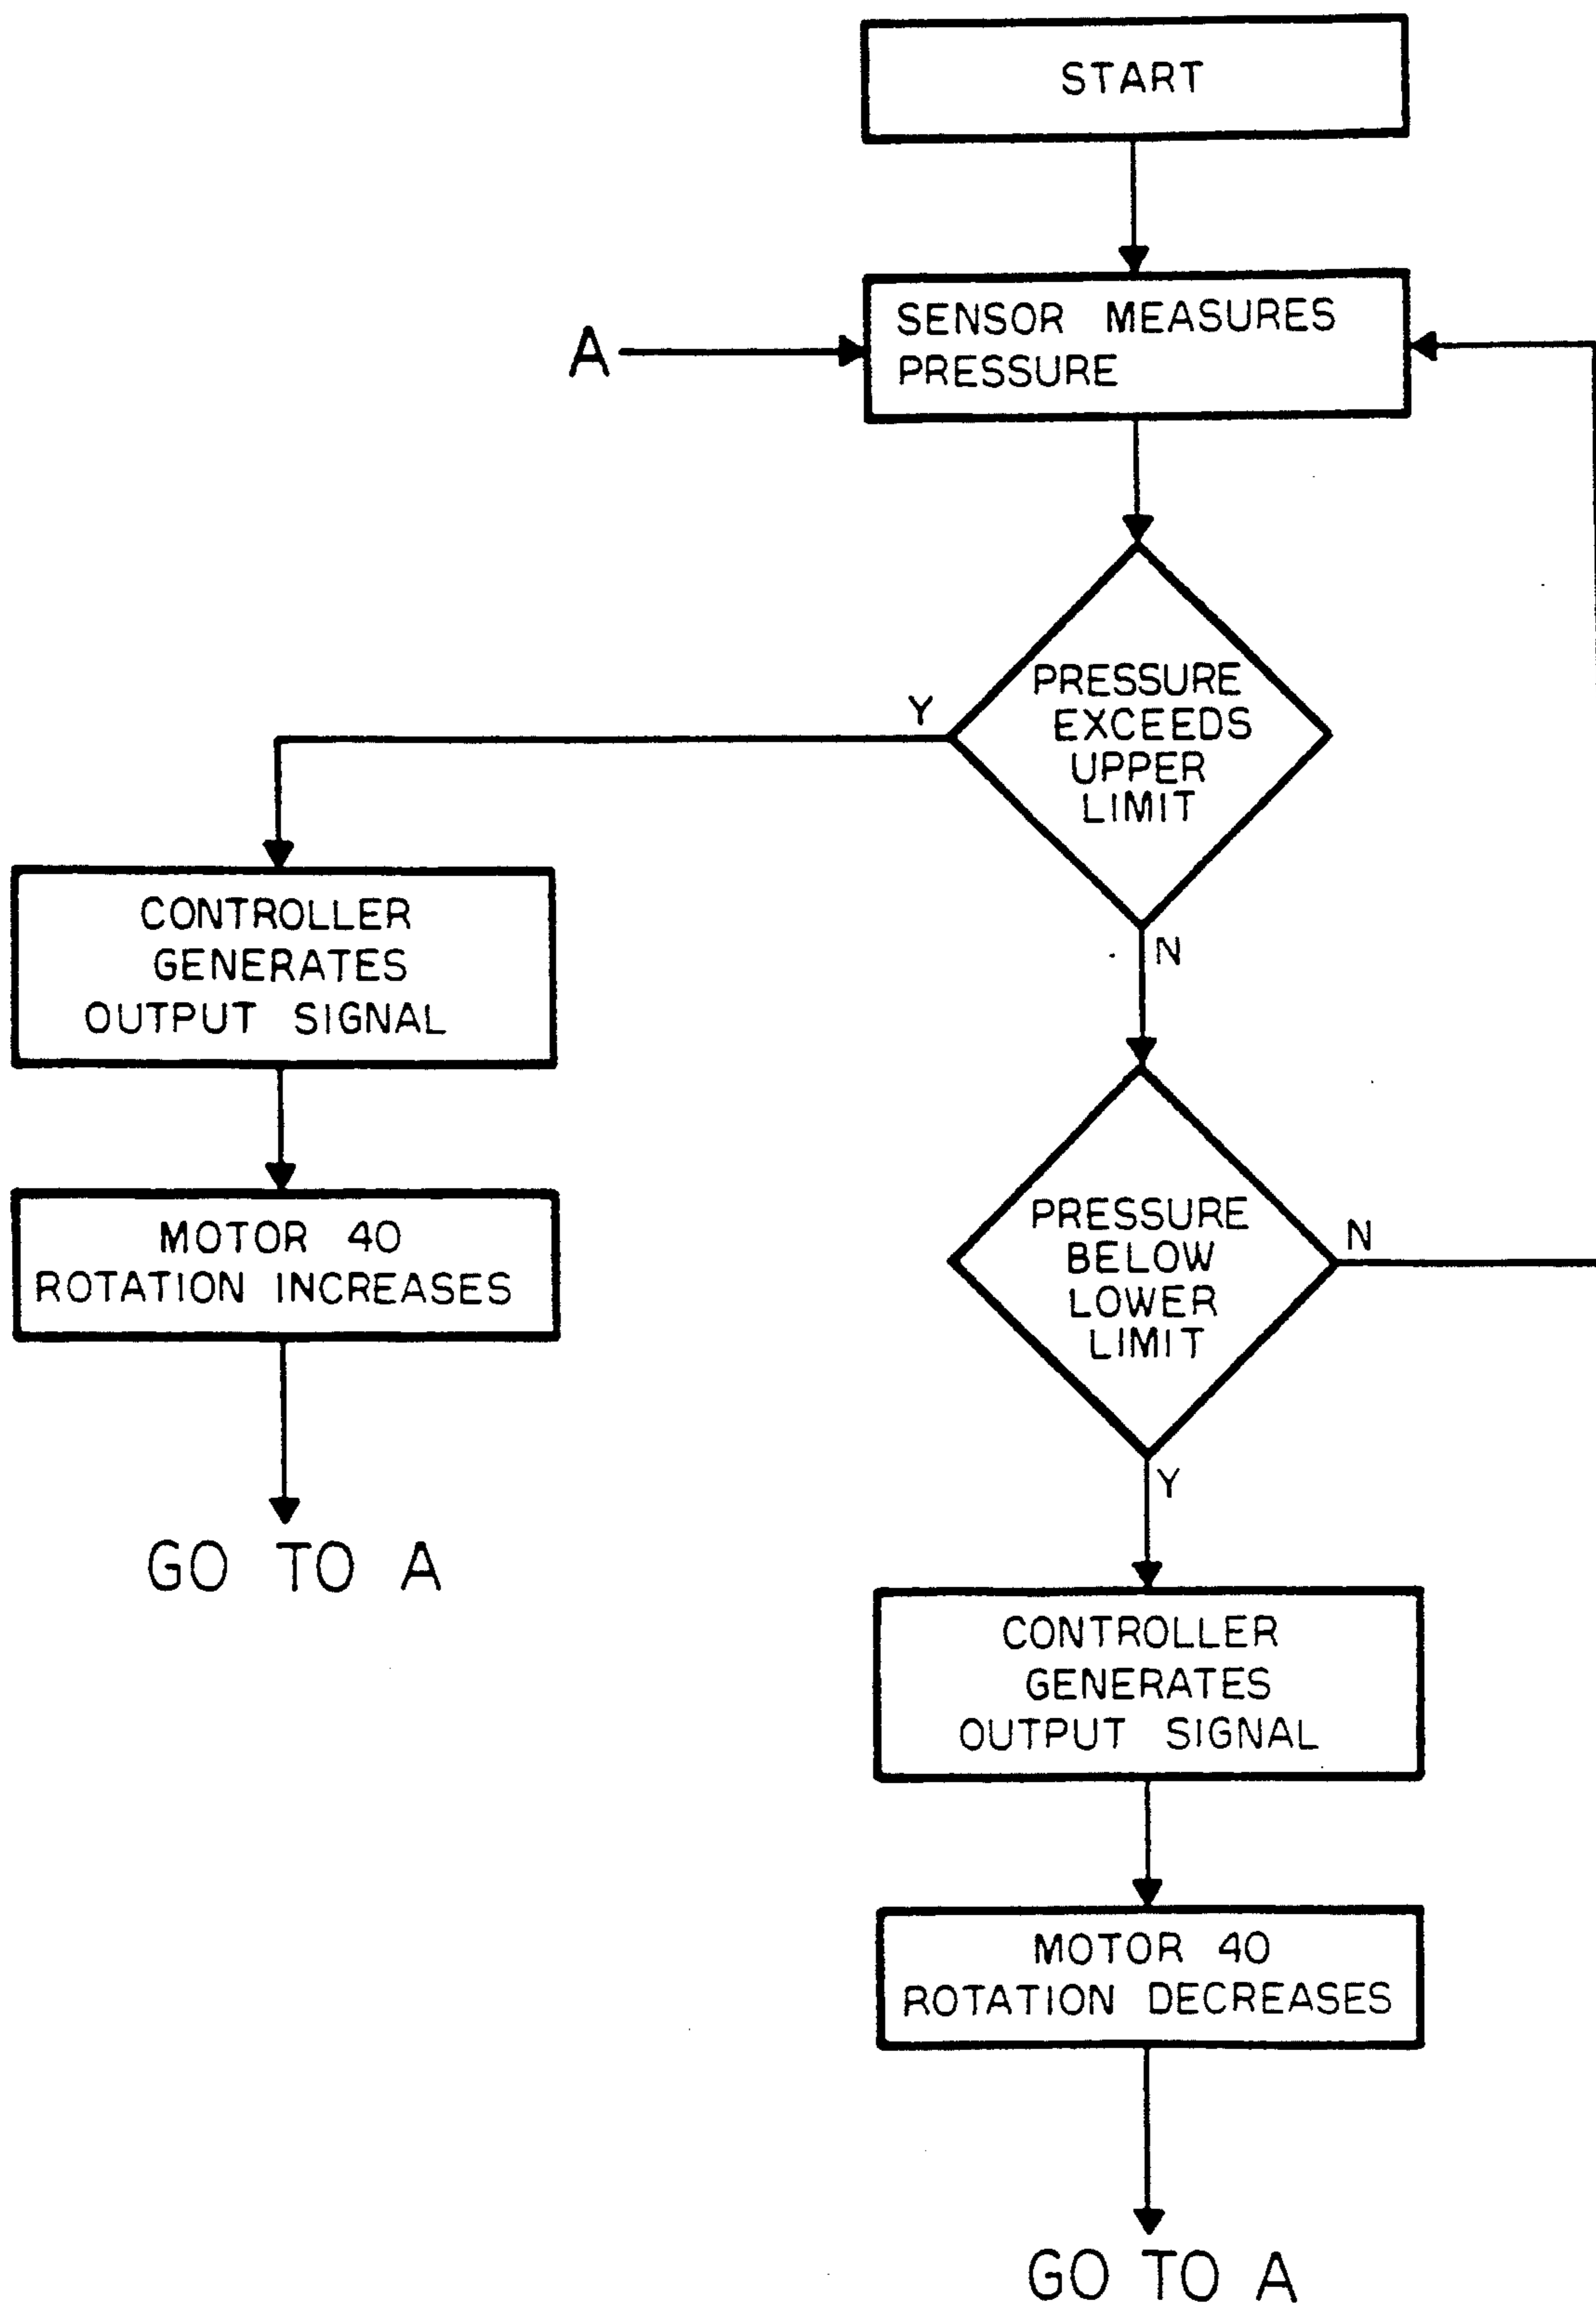 START
SENSOR MEASURES
PRESSURE
A
PRESSURE
EXCEEDS
UPPER
LIMIT
Y
N
CONTROLLER
GENERATES
OUTPUT SIGNAL
MOTOR 40
ROTATION INCREASES
GO TO A
PRESSURE
BELOW
LOWER
LIMIT
N
Y
CONTROLLER
GENERATES
OUTPUT SIGNAL
MOTOR 40
ROTATION DECREASES
GO TO A